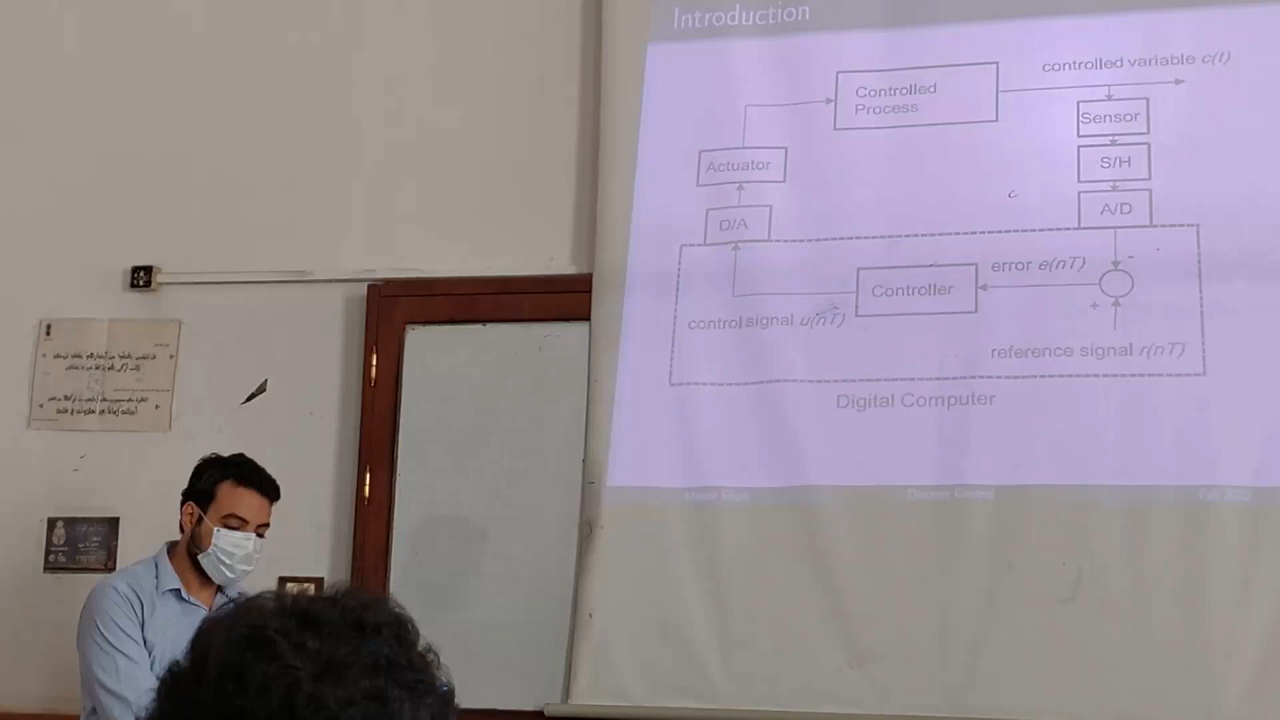 Introduction
controlled variable c(t)
Controlled
Process
Sensor
Actuator
S/H
D/A
A/D
-
error e(nT)
Controller
+
control signal u(nT)
reference signal r(nT)
Digital Computer